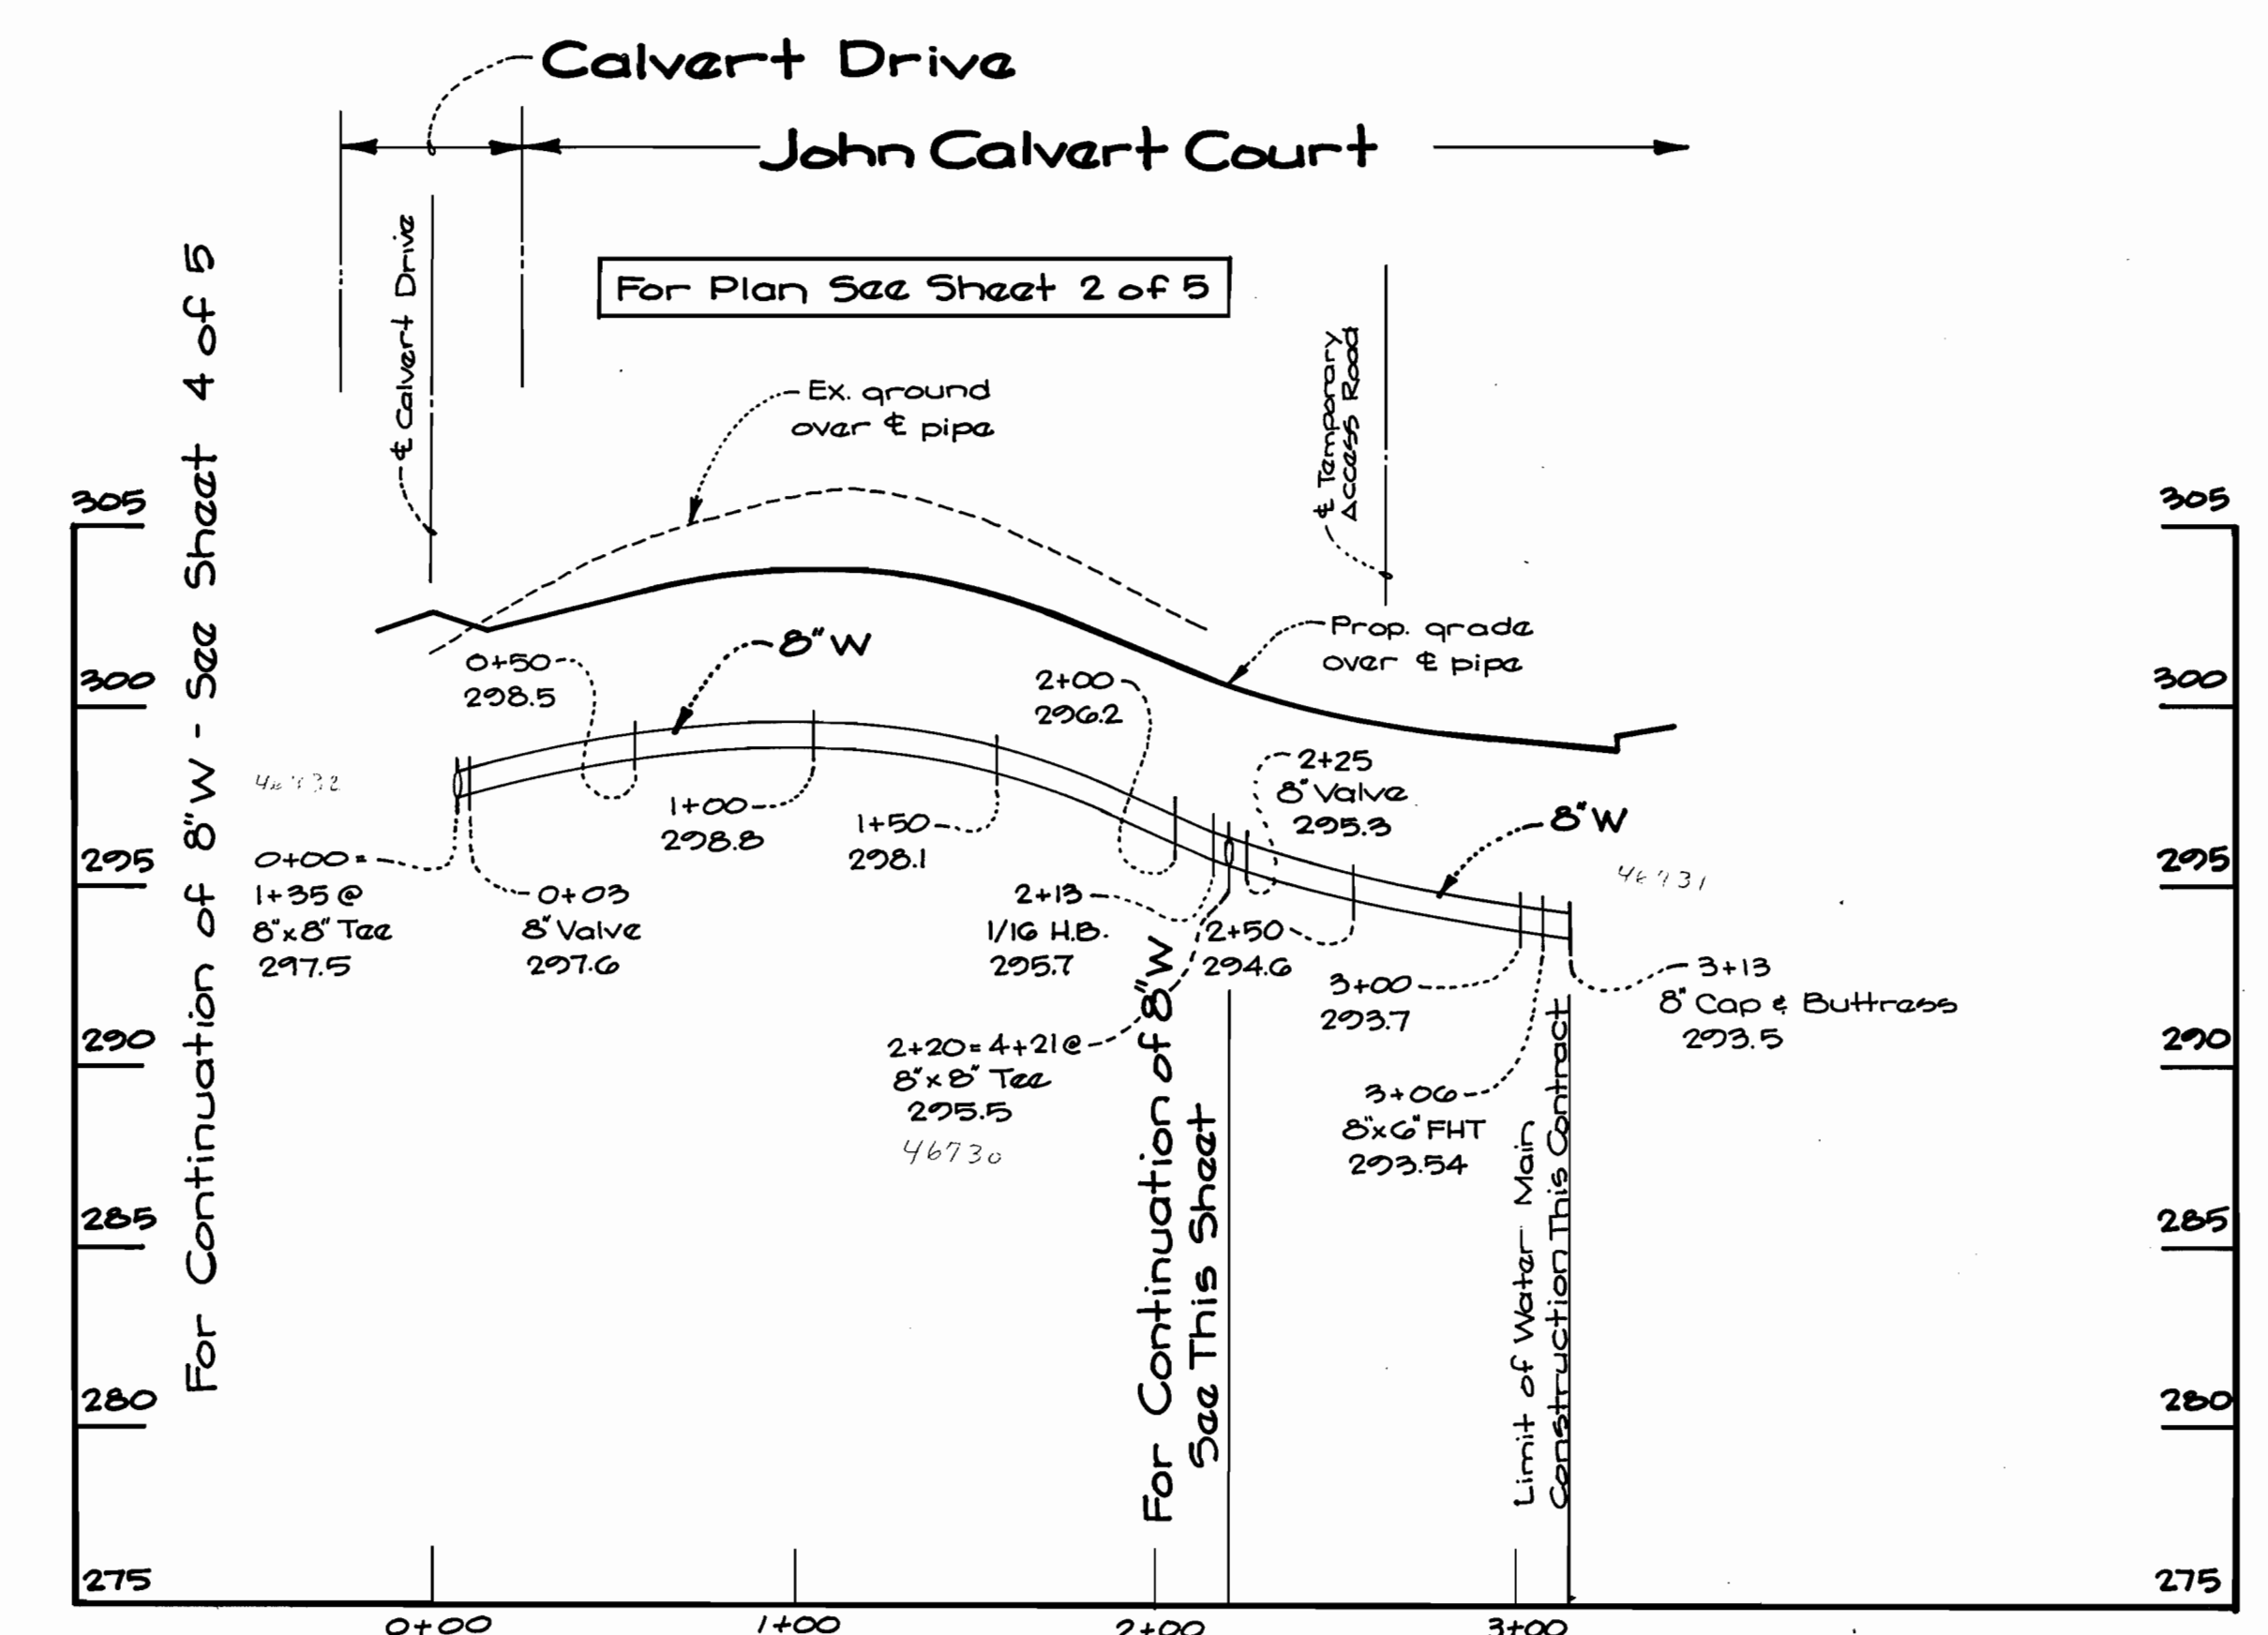 Calvert Drive
John Calvert Court
For Plan See Sheet 2 of 5
For Continuation of 8"W - See Sheet 4 of 5
℄ Calvert Drive
Ex. ground
over ℄ pipe
℄ Temporary
Access Road
305
305
Prop. grade
over ℄ pipe
8" W
0+50
298.5
2+00
296.2
300
300
2+25
8" Valve
295.3
1+00
298.8
1+50
298.1
8" W
295
295
0+00 =
1+35 @
8"x8" Tee
297.5
0+03
8" Valve
297.6
2+13
1/16 H.B.
295.7
2+50
294.6
3+00
293.7
3+13
8" Cap & Buttress
293.5
290
290
2+20 = 4+21 @
8"x8" Tee
295.5
46730
3+06
8"x6" FHT
293.54
For Continuation of 8"W
See This Sheet
Limit of Water Main
Construction This Contract
285
285
280
280
275
275
0+00
1+00
2+00
3+00